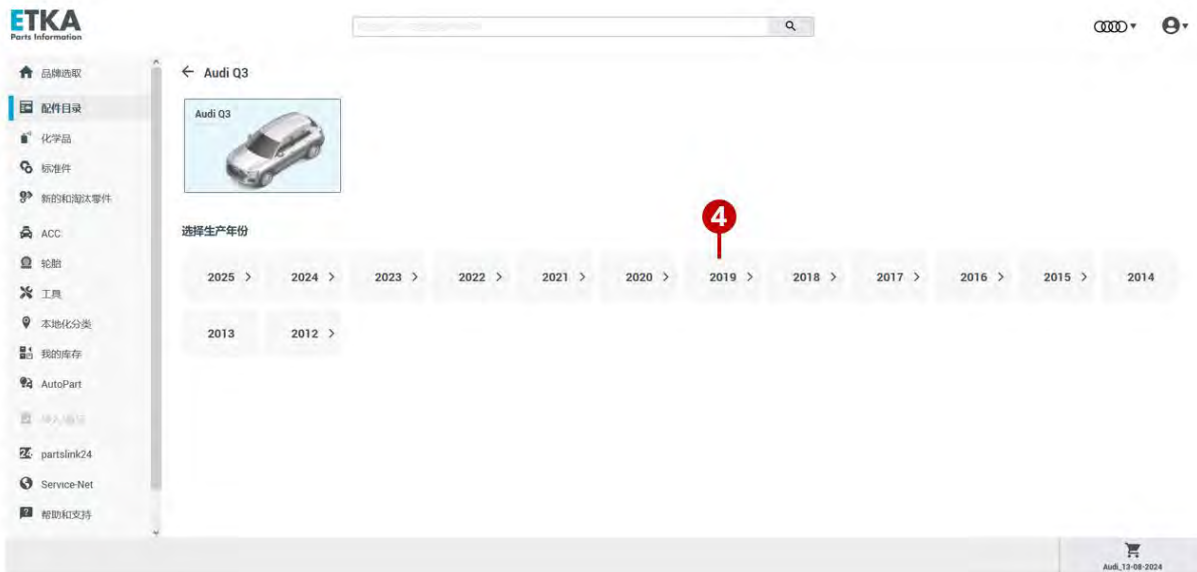 ETKA
Parts Information
品牌选取
配件目录
化学品
标准件
新的和淘汰零件
ACC
轮胎
工具
本地化分类
我的库存
AutoPart
partslink24
Service-Net
帮助和支持
← Audi Q3
Audi Q3
4
选择生产年份
2025 > 2024 > 2023 > 2022 > 2021 > 2020 > 2019 > 2018 > 2017 > 2016 > 2015 > 2014
2013 2012 >
Audi_13-08-2024